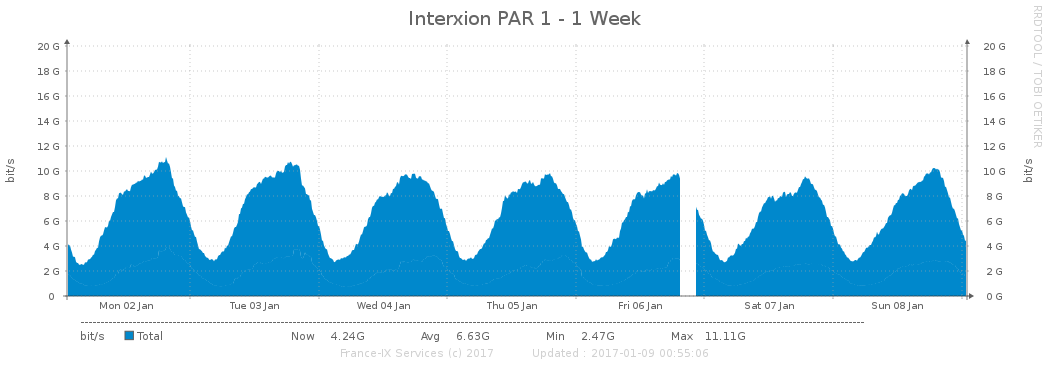 Interxion PAR 1 - 1 Week
RRDTOOL / TOBI OETIKER
20 G 20 G
18 G 18 G
16 G 16 G
14 G 14 G
12 G 12 G
10 G 10 G
8 G 8 G
6 G 6 G
4 G 4 G
2 G 2 G
0 0 G
bit/s
bit/s
Mon 02 Jan Tue 03 Jan Wed 04 Jan Thu 05 Jan Fri 06 Jan Sat 07 Jan Sun 08 Jan
bit/s Total Now 4.24G Avg 6.63G Min 2.47G Max 11.11G
France-IX Services (c) 2017 Updated : 2017-01-09 00:55:06